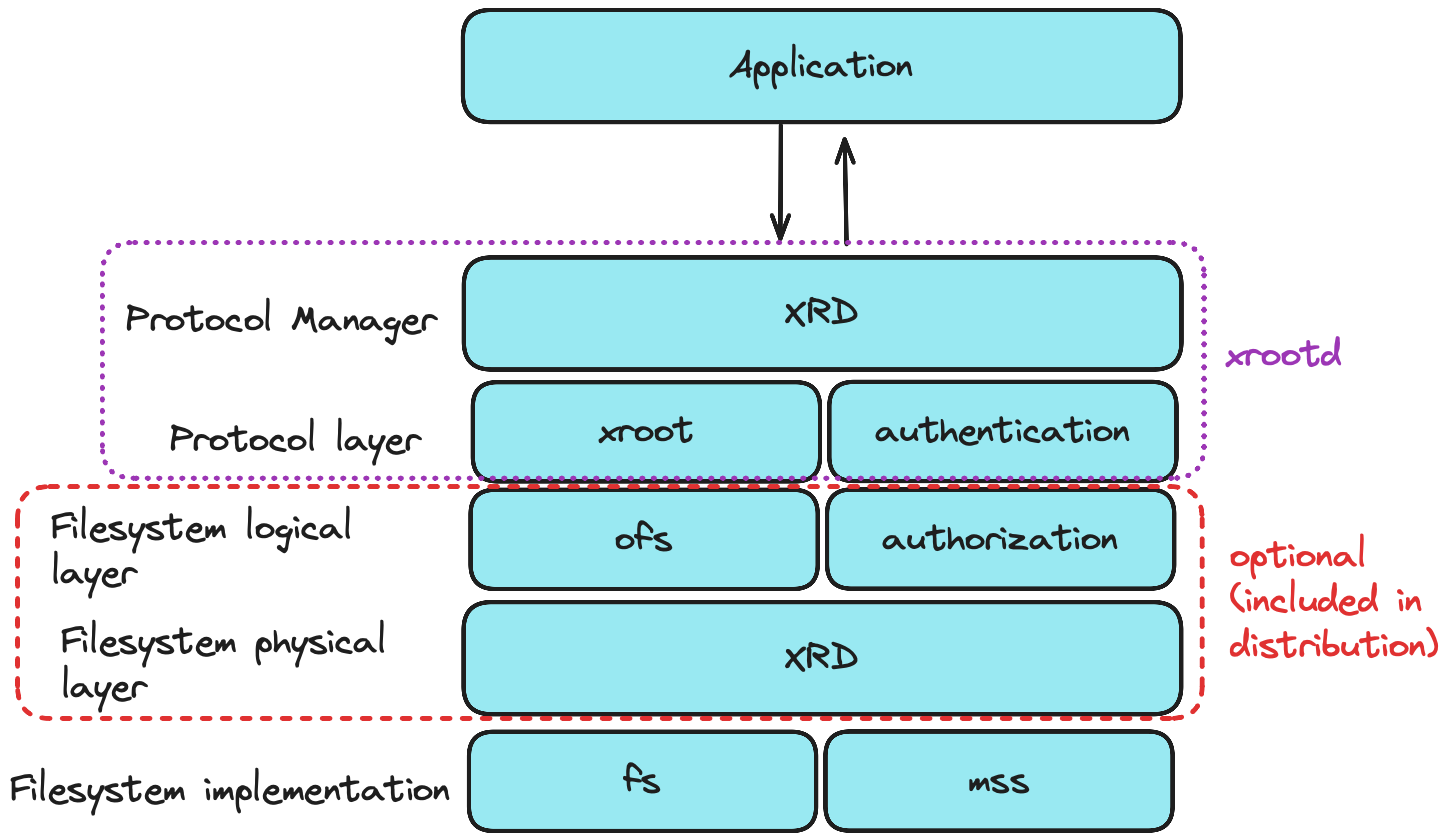 Application
Protocol Manager
XRD
xrootd
Protocol layer
xroot
authentication
Filesystem logical
layer
ofs
authorization
optional
(included in
distribution)
Filesystem physical
layer
XRD
Filesystem implementation
fs
mss